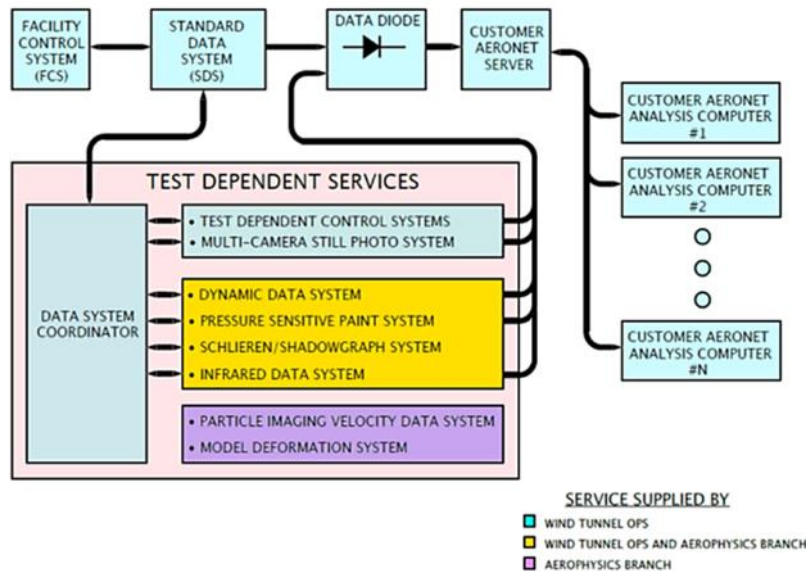 FACILITY
CONTROL
SYSTEM
(FCS)
STANDARD
DATA
SYSTEM
(SDS)
DATA DIODE
CUSTOMER
AERONET
SERVER
CUSTOMER AERONET
ANALYSIS COMPUTER
#1
CUSTOMER AERONET
ANALYSIS COMPUTER
#2
CUSTOMER AERONET
ANALYSIS COMPUTER
#N
TEST DEPENDENT SERVICES
DATA SYSTEM
COORDINATOR
• TEST DEPENDENT CONTROL SYSTEMS
• MULTI-CAMERA STILL PHOTO SYSTEM
• DYNAMIC DATA SYSTEM
• PRESSURE SENSITIVE PAINT SYSTEM
• SCHLIEREN/SHADOWGRAPH SYSTEM
• INFRARED DATA SYSTEM
• PARTICLE IMAGING VELOCITY DATA SYSTEM
• MODEL DEFORMATION SYSTEM
SERVICE SUPPLIED BY
WIND TUNNEL OPS
WIND TUNNEL OPS AND AEROPHYSICS BRANCH
AEROPHYSICS BRANCH